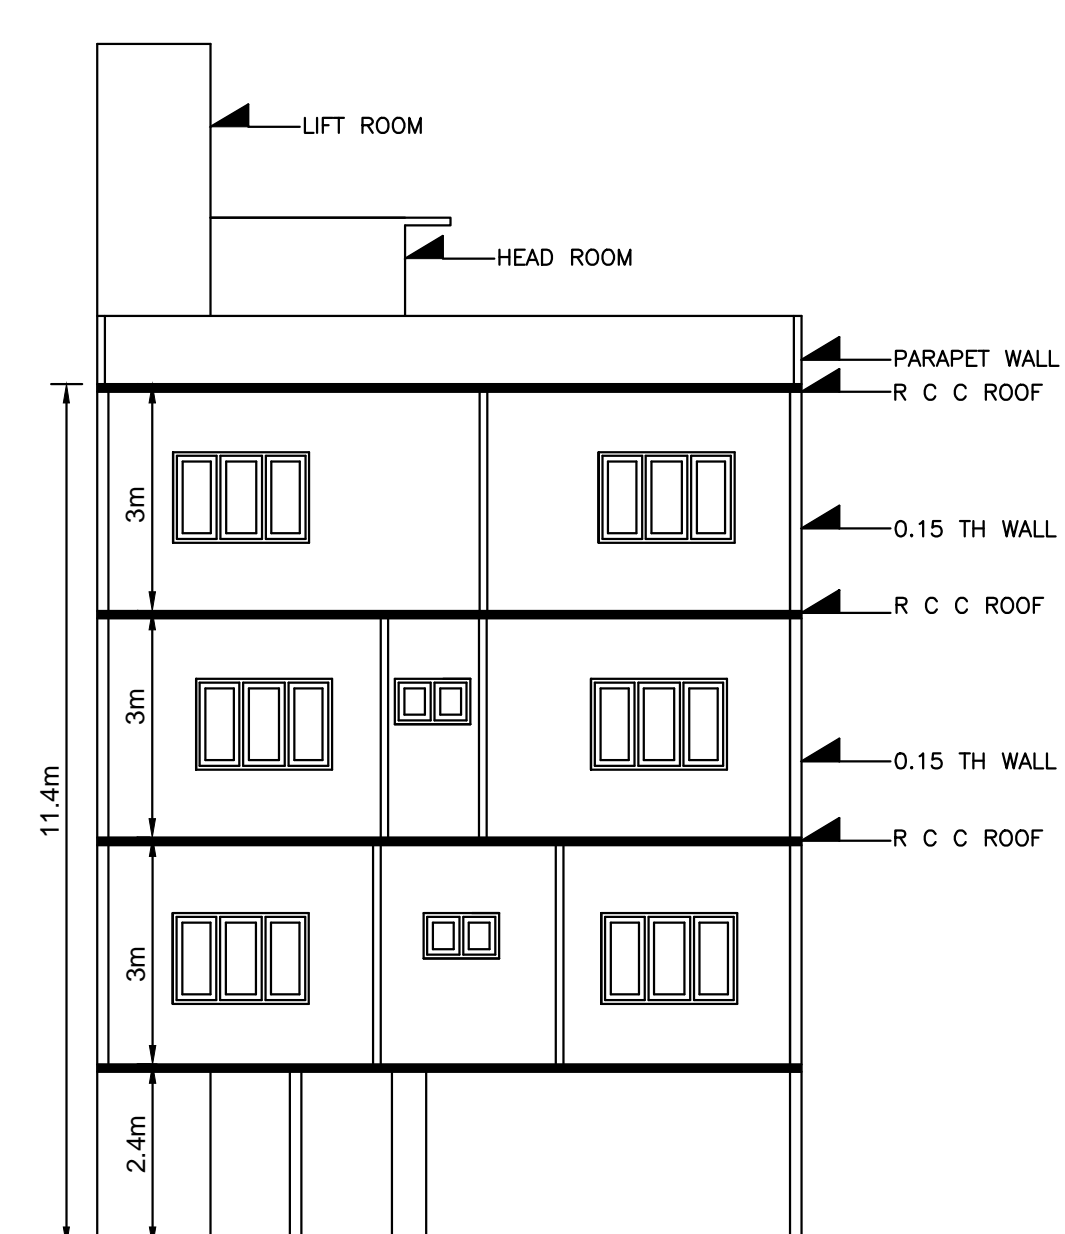 LIFT ROOM
HEAD ROOM
PARAPET WALL
R C C ROOF
3m
0.15 TH WALL
R C C ROOF
3m
0.15 TH WALL
11.4m
R C C ROOF
3m
2.4m